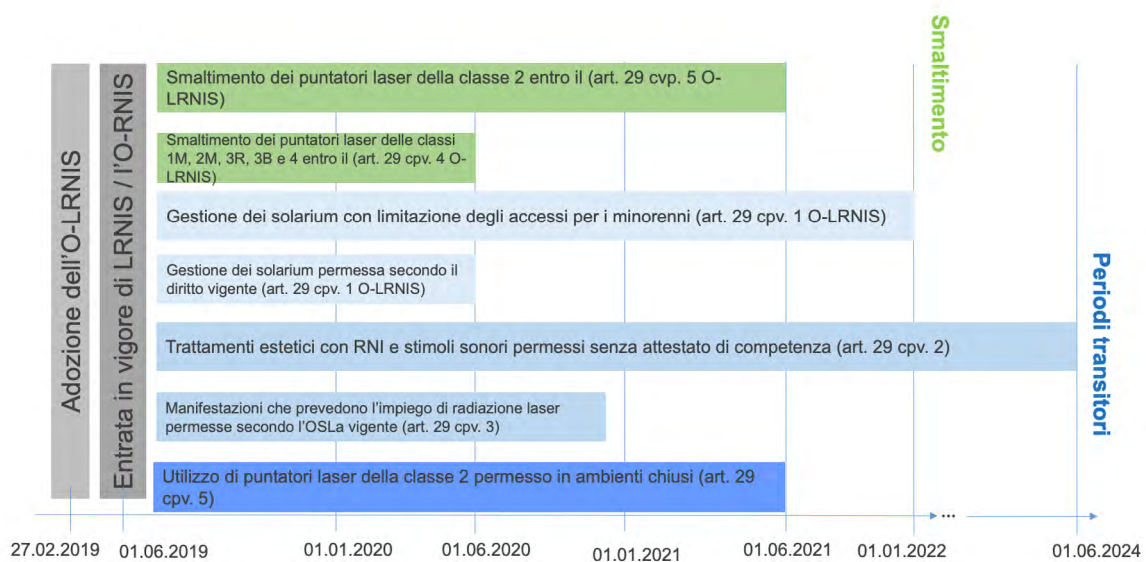 Smaltimento
Adozione dell'O-LRNIS
Entrata in vigore di LRNIS / l'O-RNIS
Smaltimento dei puntatori laser della classe 2 entro il (art. 29 cvp. 5 O-
LRNIS)
Smaltimento dei puntatori laser delle classi
1M, 2M, 3R, 3B e 4 entro il (art. 29 cpv. 4 O-
LRNIS)
Gestione dei solarium con limitazione degli accessi per i minorenni (art. 29 cpv. 1 O-LRNIS)
Gestione dei solarium permessa secondo il
diritto vigente (art. 29 cpv. 1 O-LRNIS)
Trattamenti estetici con RNI e stimoli sonori permessi senza attestato di competenza (art. 29 cpv. 2)
Manifestazioni che prevedono l'impiego di radiazione laser
permesse secondo l'OSLa vigente (art. 29 cpv. 3)
Utilizzo di puntatori laser della classe 2 permesso in ambienti chiusi (art. 29
cpv. 5)
Periodi transitori
...
27.02.2019
01.06.2019
01.01.2020
01.06.2020
01.01.2021
01.06.2021
01.01.2022
01.06.2024